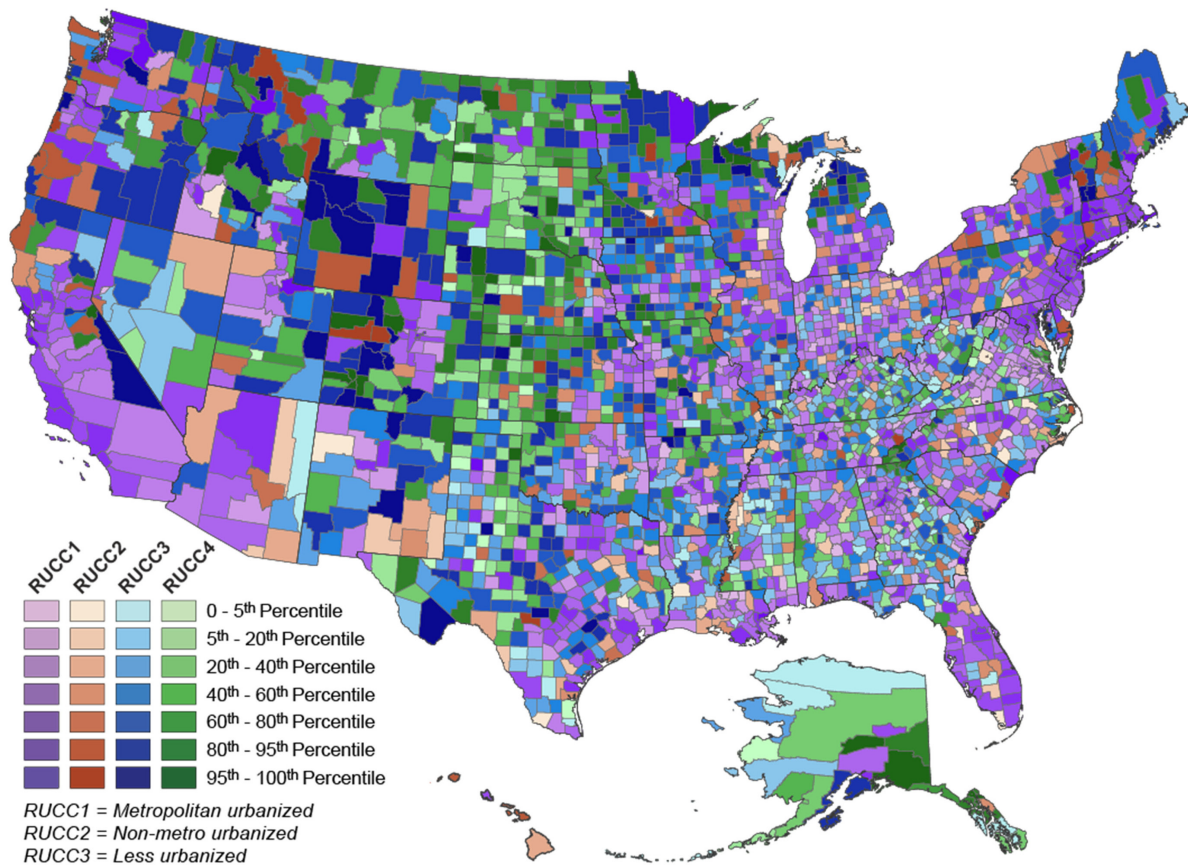 RUCC1 RUCC2 RUCC3 RUCC4
0 - 5th Percentile
5th - 20th Percentile
20th - 40th Percentile
40th - 60th Percentile
60th - 80th Percentile
80th - 95th Percentile
95th - 100th Percentile
RUCC1 = Metropolitan urbanized
RUCC2 = Non-metro urbanized
RUCC3 = Less urbanized